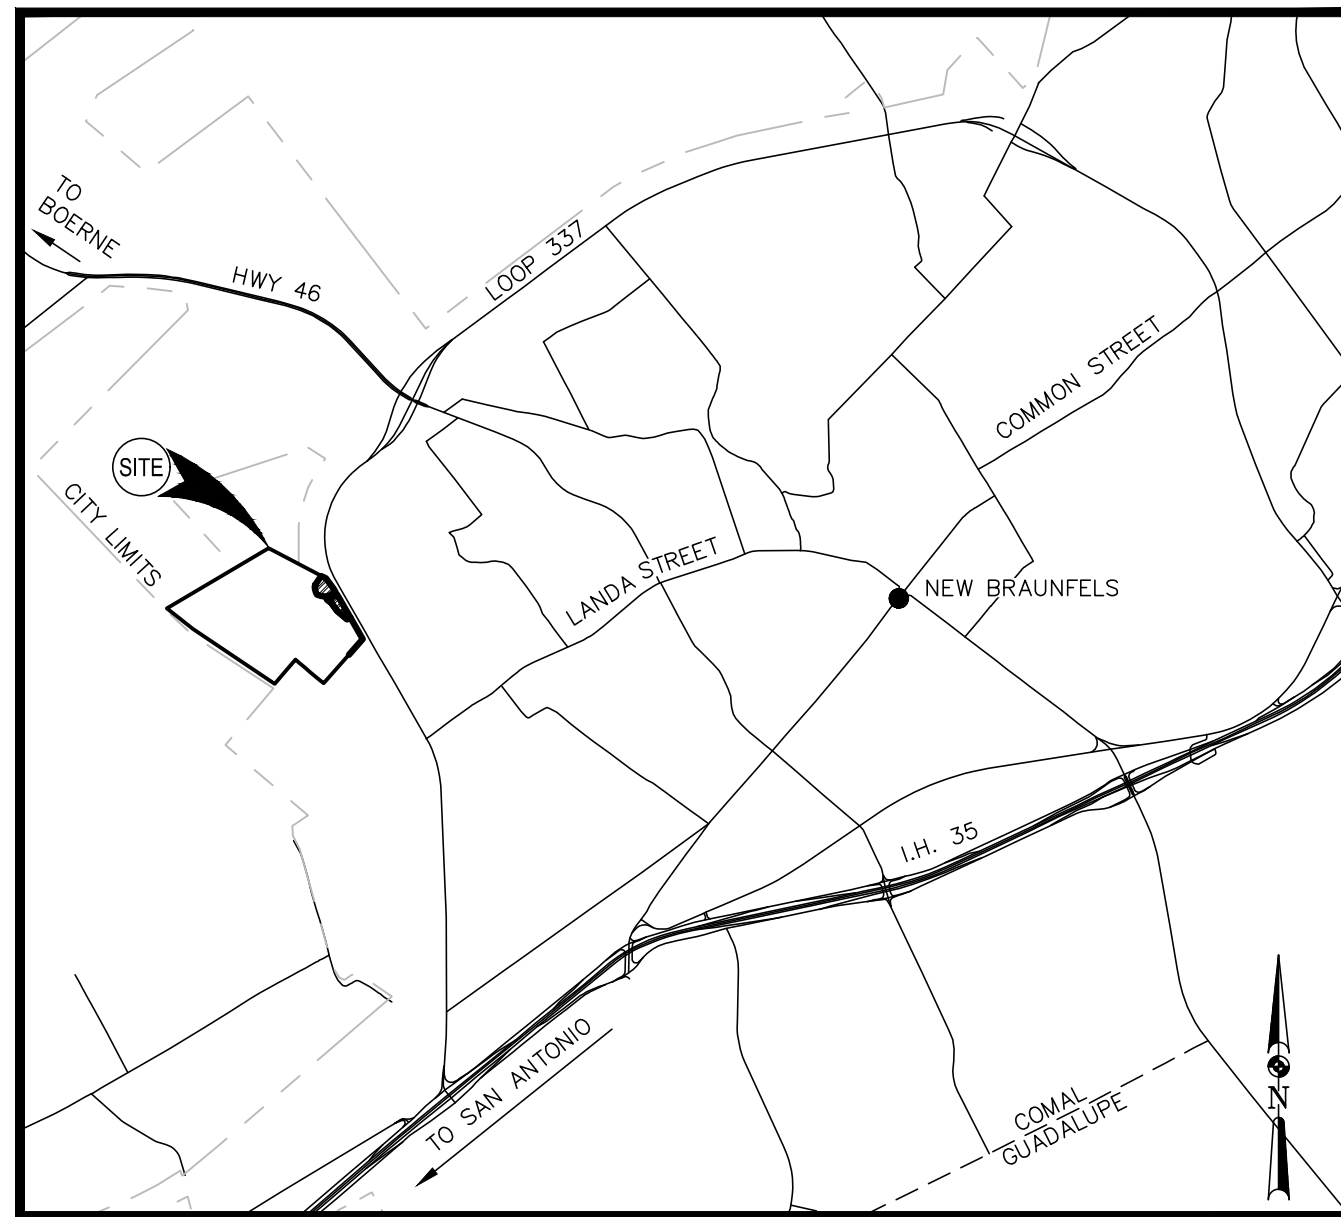 TO
BOERNE
HWY 46
LOOP 337
COMMON STREET
SITE
CITY LIMITS
LANDA STREET
NEW BRAUNFELS
I.H. 35
TO SAN ANTONIO
COMAL
GUADALUPE
N